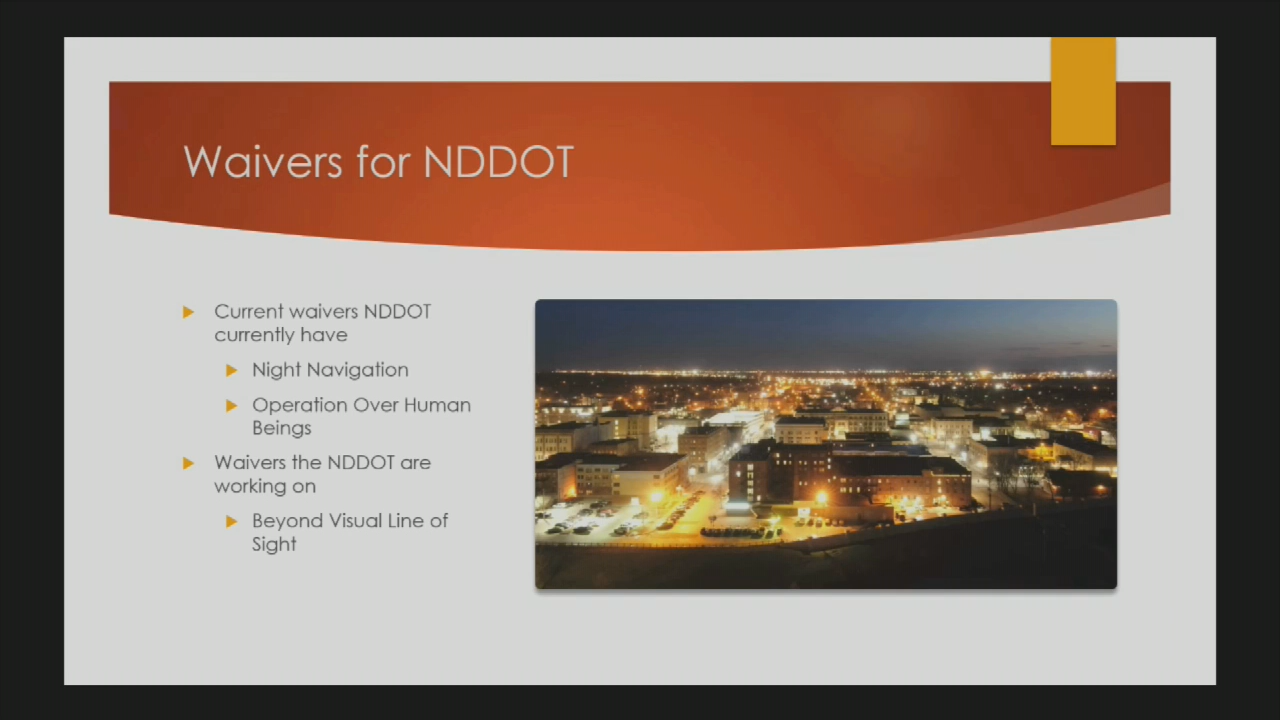 Waivers for NDDOT
Current waivers NDDOT
currently have
Night Navigation
Operation Over Human
Beings
Waivers the NDDOT are
working on
Beyond Visual Line of
Sight